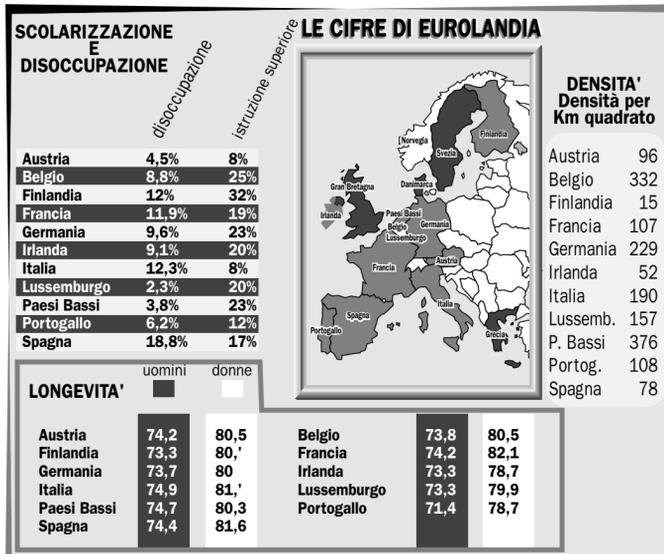 LE CIFRE DI EUROLANDIA
SCOLARIZZAZIONE
E
DISOCCUPAZIONE
disoccupazione
istruzione superiore
Austria 4,5% 8%
Belgio 8,8% 25%
Finlandia 12% 32%
Francia 11,9% 19%
Germania 9,6% 23%
Irlanda 9,1% 20%
Italia 12,3% 8%
Lussemburgo 2,3% 20%
Paesi Bassi 3,8% 23%
Portogallo 6,2% 12%
Spagna 18,8% 17%
Norvegia
Svezia
Finlandia
Gran Bretagna
Danimarca
Irlanda
Paesi Bassi
Belgio
Germania
Lussemburgo
Francia
Austria
Italia
Spagna
Portogallo
Grecia
DENSITA'
Densità per
Km quadrato
Austria 96
Belgio 332
Finlandia 15
Francia 107
Germania 229
Irlanda 52
Italia 190
Lussemb. 157
P. Bassi 376
Portog. 108
Spagna 78
LONGEVITA'
uomini donne
Austria 74,2 80,5
Finlandia 73,3 80,'
Germania 73,7 80
Italia 74,9 81,'
Paesi Bassi 74,7 80,3
Spagna 74,4 81,6
Belgio 73,8 80,5
Francia 74,2 82,1
Irlanda 73,3 78,7
Lussemburgo 73,3 79,9
Portogallo 71,4 78,7